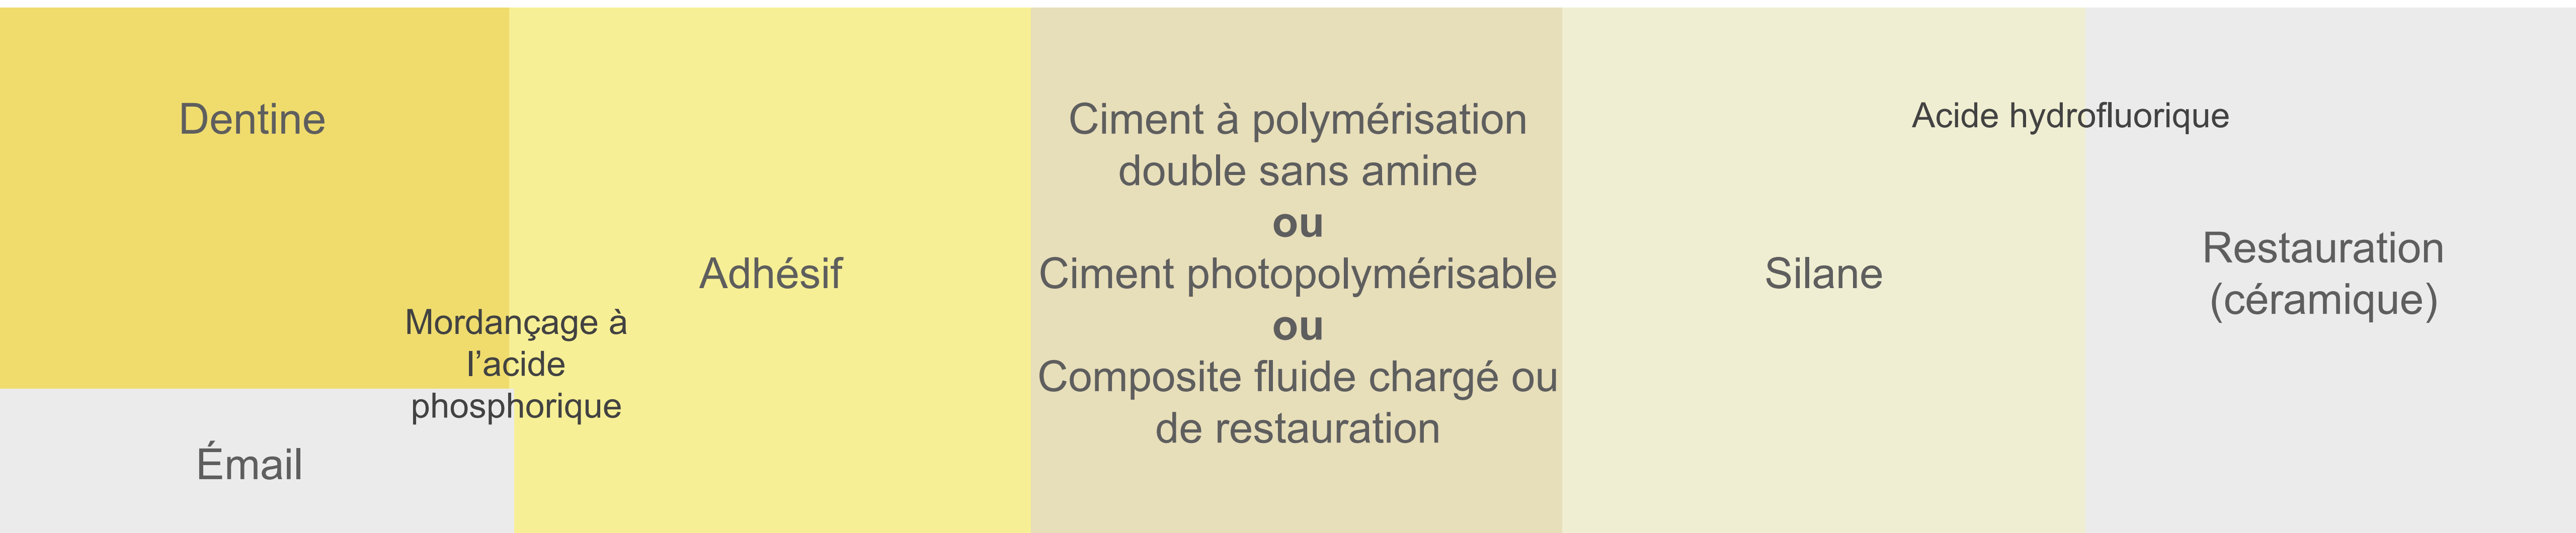 Dentine
Émail
Mordançage à
l’acide
phosphorique
Adhésif
Ciment à polymérisation
double sans amine
ou
Ciment photopolymérisable
ou
Composite fluide chargé ou
de restauration
Silane
Acide hydrofluorique
Restauration
(céramique)